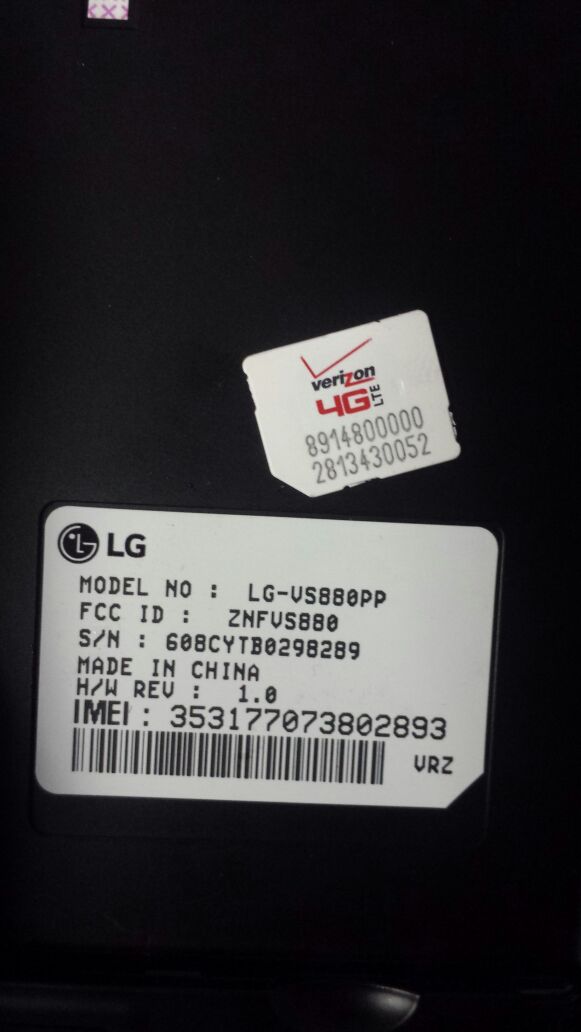 verizon
4G LTE
8914800000
2813430052
LG
MODEL NO : LG-VS880PP
FCC ID : ZNFVS880
S/N : 608CYTB0298289
MADE IN CHINA
H/W REV : 1.0
IMEI : 353177073802893
VRZ